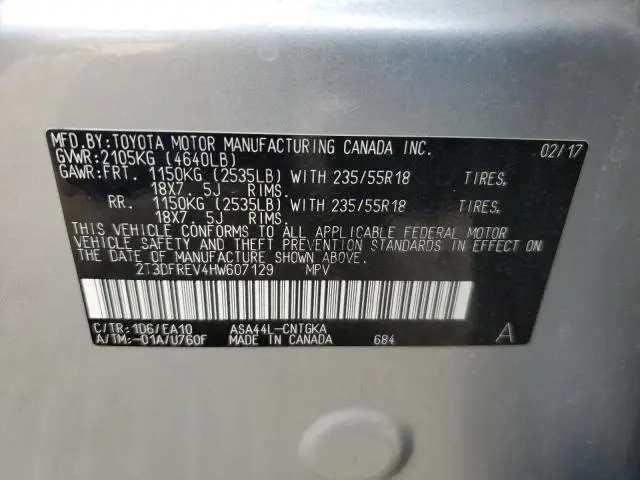 MFD.BY:TOYOTA MOTOR MANUFACTURING CANADA INC. 02/17
GVWR:2105KG (4640LB)
GAWR:FRT. 1150KG (2535LB) WITH 235/55R18 TIRES,
18X7.5J RIMS.
RR. 1150KG (2535LB) WITH 235/55R18 TIRES,
18X7.5J RIMS.
THIS VEHICLE CONFORMS TO ALL APPLICABLE FEDERAL MOTOR
VEHICLE SAFETY AND THEFT PREVENTION STANDARDS IN EFFECT ON
THE DATE OF MANUFACTURE SHOWN ABOVE.
2T3DFREV4HW607129 MPV
C/TR:1D6/EA10 ASA44L-CNTGKA
A/TM:-01A/U760F MADE IN CANADA 684 A